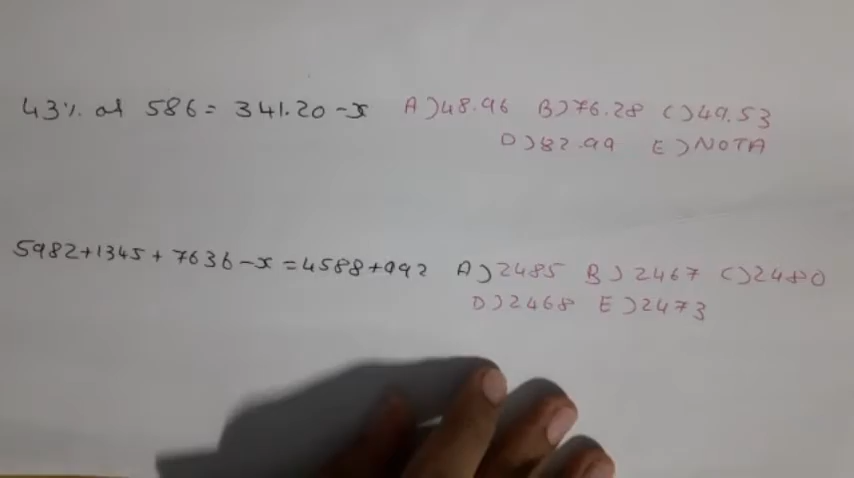 43% of 586 = 341.20 - x A) 48.96 B) 76.28 C) 49.53
D) 82.99 E) NOTA
5982 + 1345 + 7636 - x = 4588 + 992 A) 2485 B) 2467 C) 2480
D) 2468 E) 2473